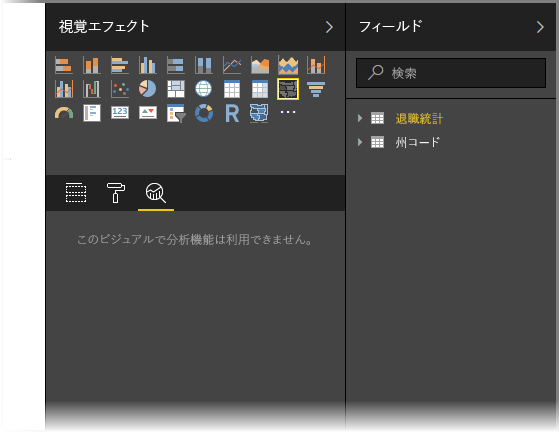 視覚エフェクト
フィールド
検索
退職統計
州コード
123
R
このビジュアルで分析機能は利用できません。